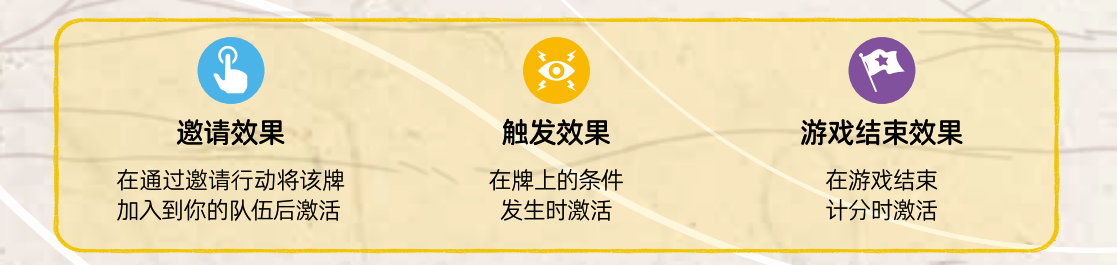 邀请效果
在通过邀请行动将该牌
加入到你的队伍后激活
触发效果
在牌上的条件
发生时激活
游戏结束效果
在游戏结束
计分时激活